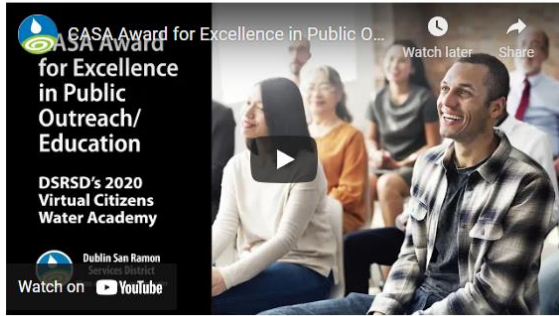 CASA Award for Excellence in Public O...
Watch later
Share
CASA Award
for Excellence
in Public
Outreach/
Education
DSRSD's 2020
Virtual Citizens
Water Academy
Dublin San Ramon
Services District
Watch on YouTube